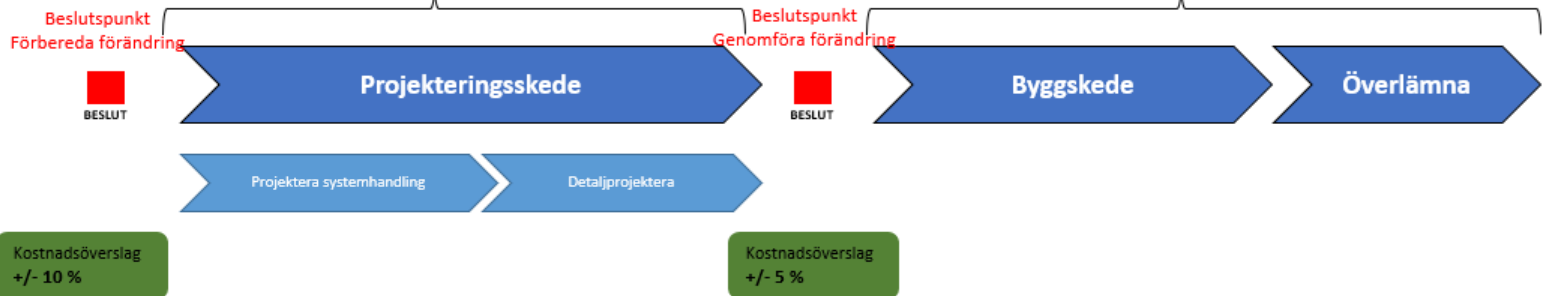 Beslutspunkt
Förbereda förändring
BESLUT
Projekteringsskede
Beslutspunkt
Genomföra förändring
BESLUT
Byggskede
Överlämna
Projektera systemhandling
Detaljprojektera
Kostnadsöverslag
+/- 10 %
Kostnadsöverslag
+/- 5 %